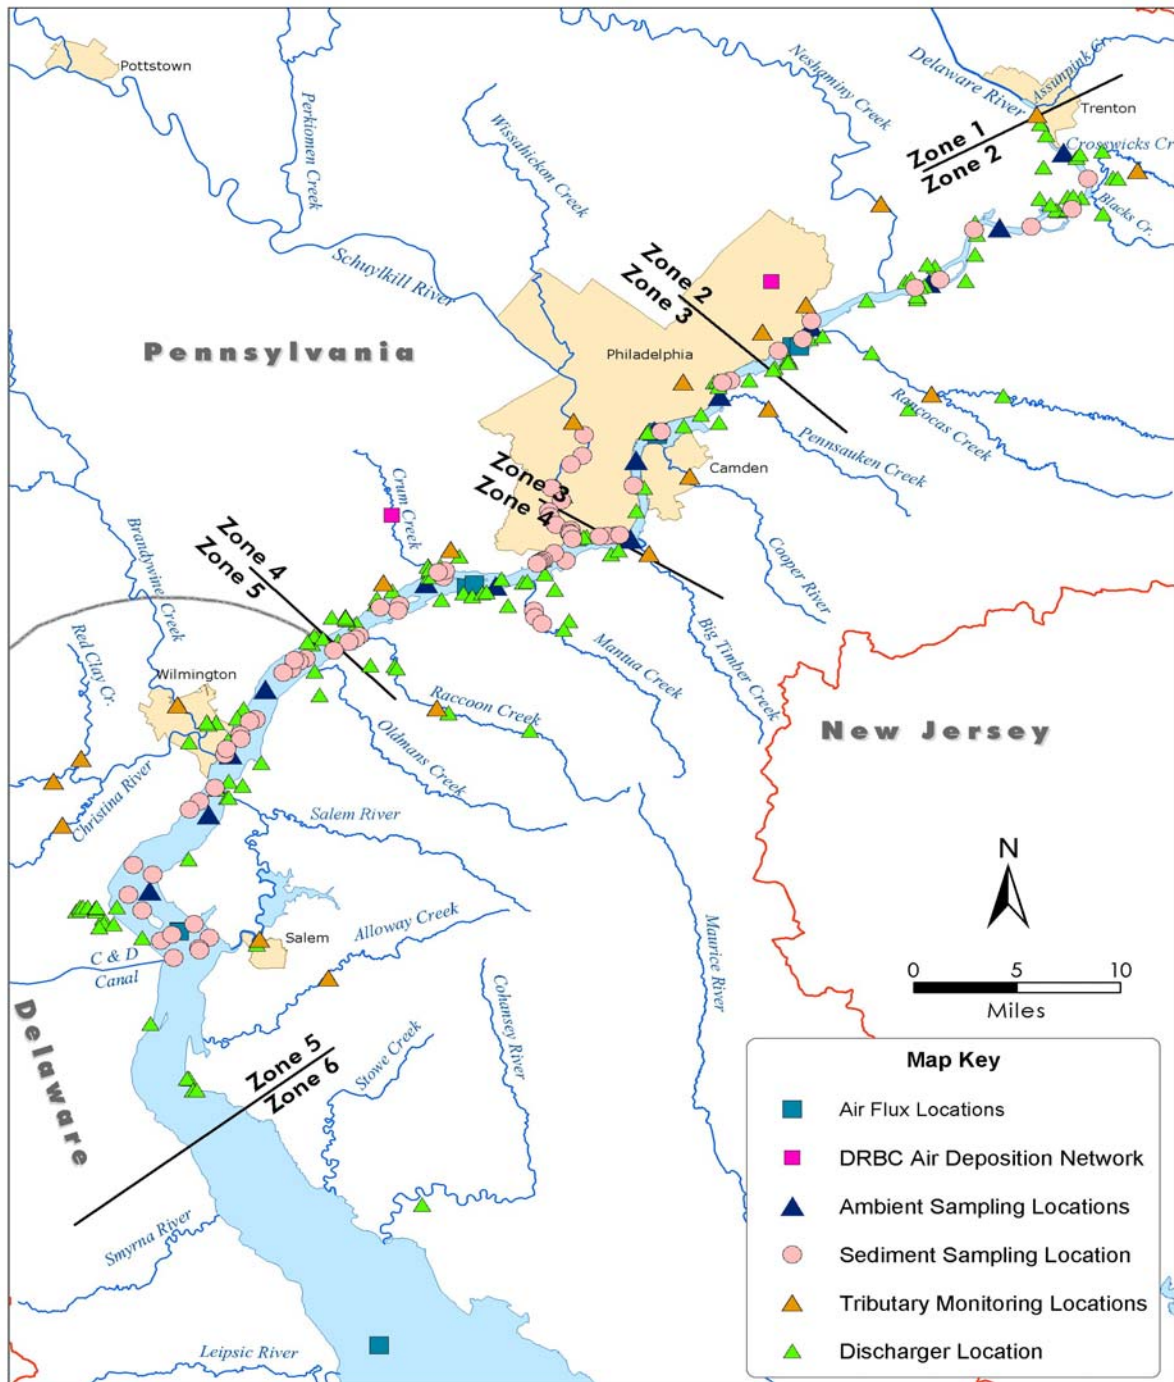 Pottstown
Perkiomen Creek
Wissahickon Creek
Neshaminy Creek
Delaware River
Assunpink Cr.
Trenton
Zone 1
Zone 2
Crosswicks Cr
Blacks Cr.
Schuylkill River
Zone 2
Zone 3
Pennsylvania
Philadelphia
Rancocas Creek
Pennsauken Creek
Camden
Zone 3
Zone 4
Crum Creek
Cooper River
Zone 4
Zone 5
Brandywine Creek
Red Clay Cr.
Big Timber Creek
Mantua Creek
Wilmington
Raccoon Creek
New Jersey
Oldmans Creek
Christina River
Salem River
Salem
Alloway Creek
Maurice River
N
C & D
Canal
Cohansey River
0 5 10
Miles
Delaware
Stowe Creek
Zone 5
Zone 6
Map Key
Air Flux Locations
DRBC Air Deposition Network
Ambient Sampling Locations
Sediment Sampling Location
Tributary Monitoring Locations
Discharger Location
Smyrna River
Leipsic River